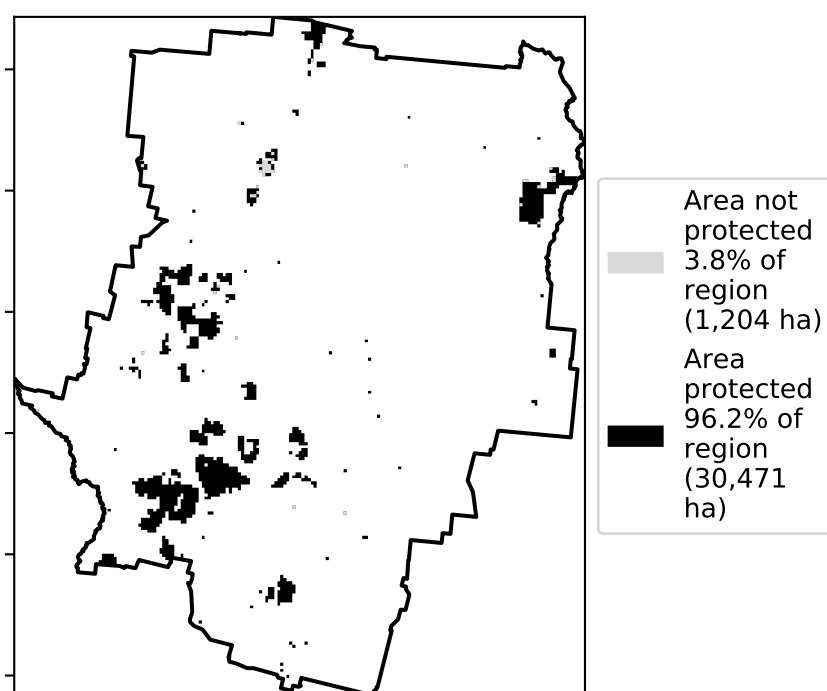 Area not
protected
3.8% of
region
(1,204 ha)
Area
protected
96.2% of
region
(30,471
ha)